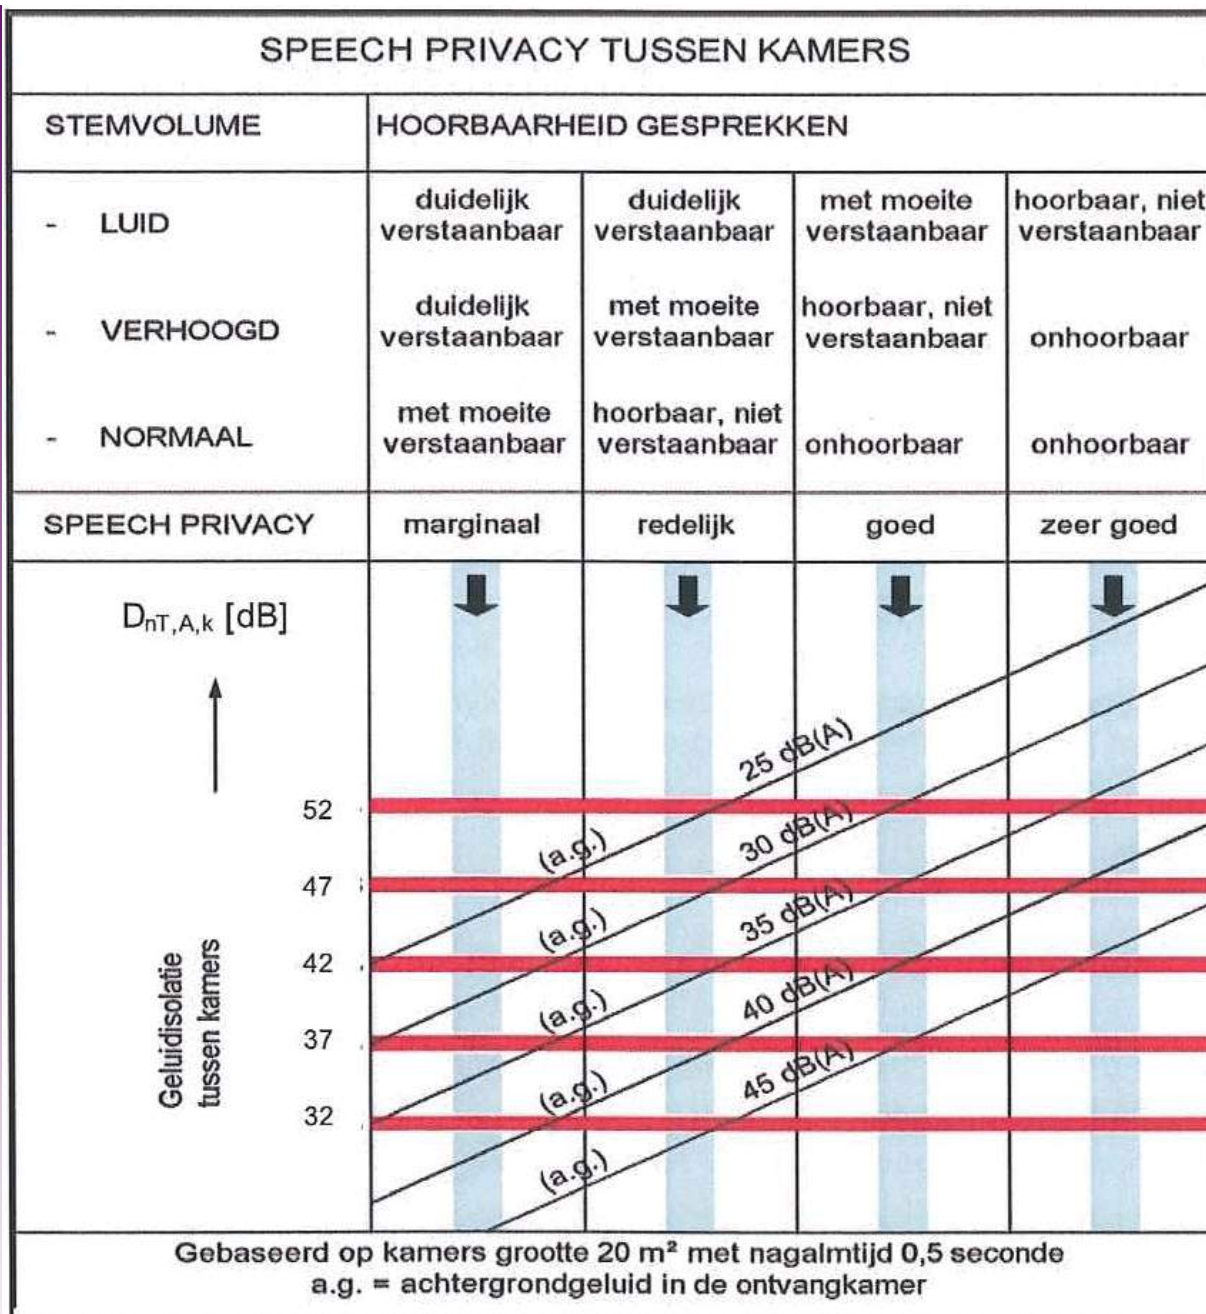 SPEECH PRIVACY TUSSEN KAMERS
STEMVOLUME HOORBAARHEID GESPREKKEN
- LUID
duidelijk verstaanbaar
duidelijk verstaanbaar
met moeite verstaanbaar
hoorbaar, niet verstaanbaar
- VERHOOGD
duidelijk verstaanbaar
met moeite verstaanbaar
hoorbaar, niet verstaanbaar
onhoorbaar
- NORMAAL
met moeite verstaanbaar
hoorbaar, niet verstaanbaar
onhoorbaar
onhoorbaar
SPEECH PRIVACY marginaal redelijk goed zeer goed
DnT,A,k [dB]
52
47
42
37
32
Geluidisolatie
tussen kamers
(a.g.) 25 dB(A)
(a.g.) 30 dB(A)
(a.g.) 35 dB(A)
(a.g.) 40 dB(A)
(a.g.) 45 dB(A)
Gebaseerd op kamers grootte 20 m² met nagalmtijd 0,5 seconde
a.g. = achtergrondgeluid in de ontvangkamer